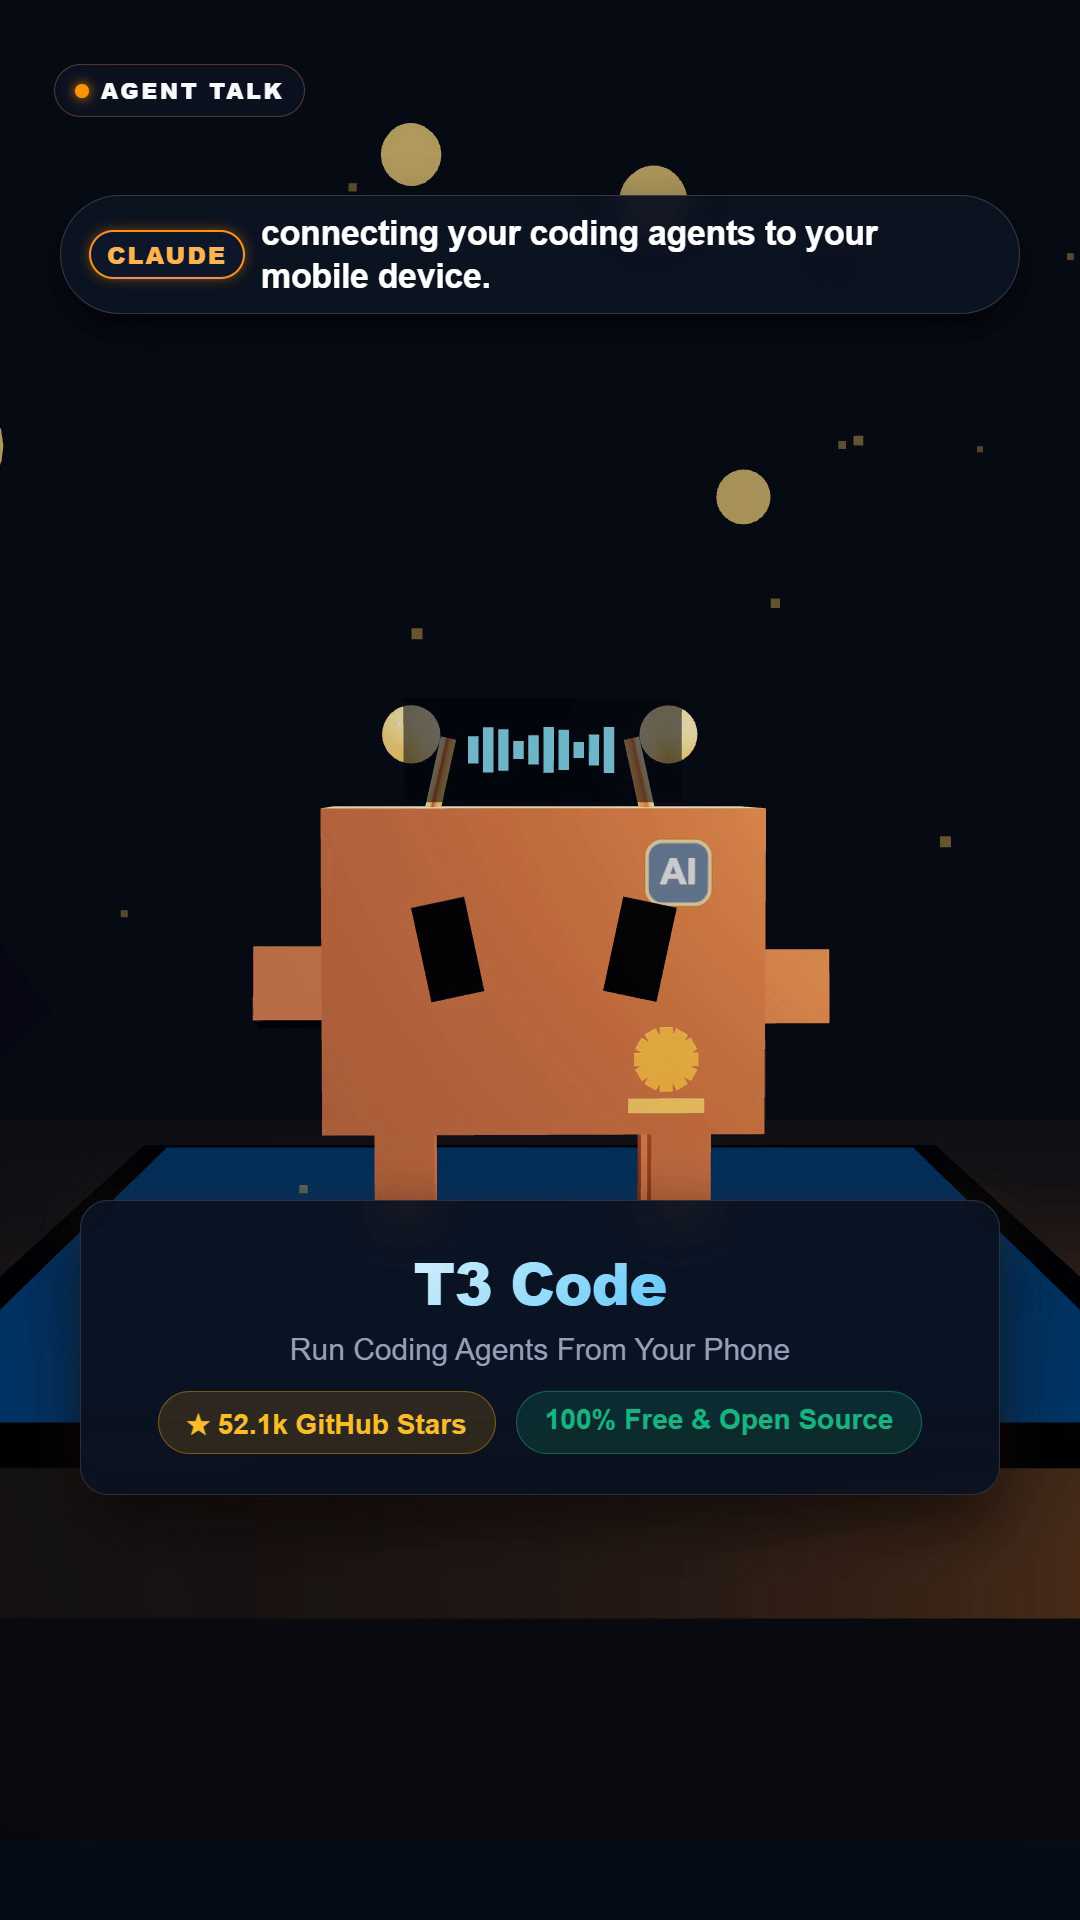 AGENT TALK
CLAUDE
connecting your coding agents to your
mobile device.
AI
T3 Code
Run Coding Agents From Your Phone
★ 52.1k GitHub Stars
100% Free & Open Source